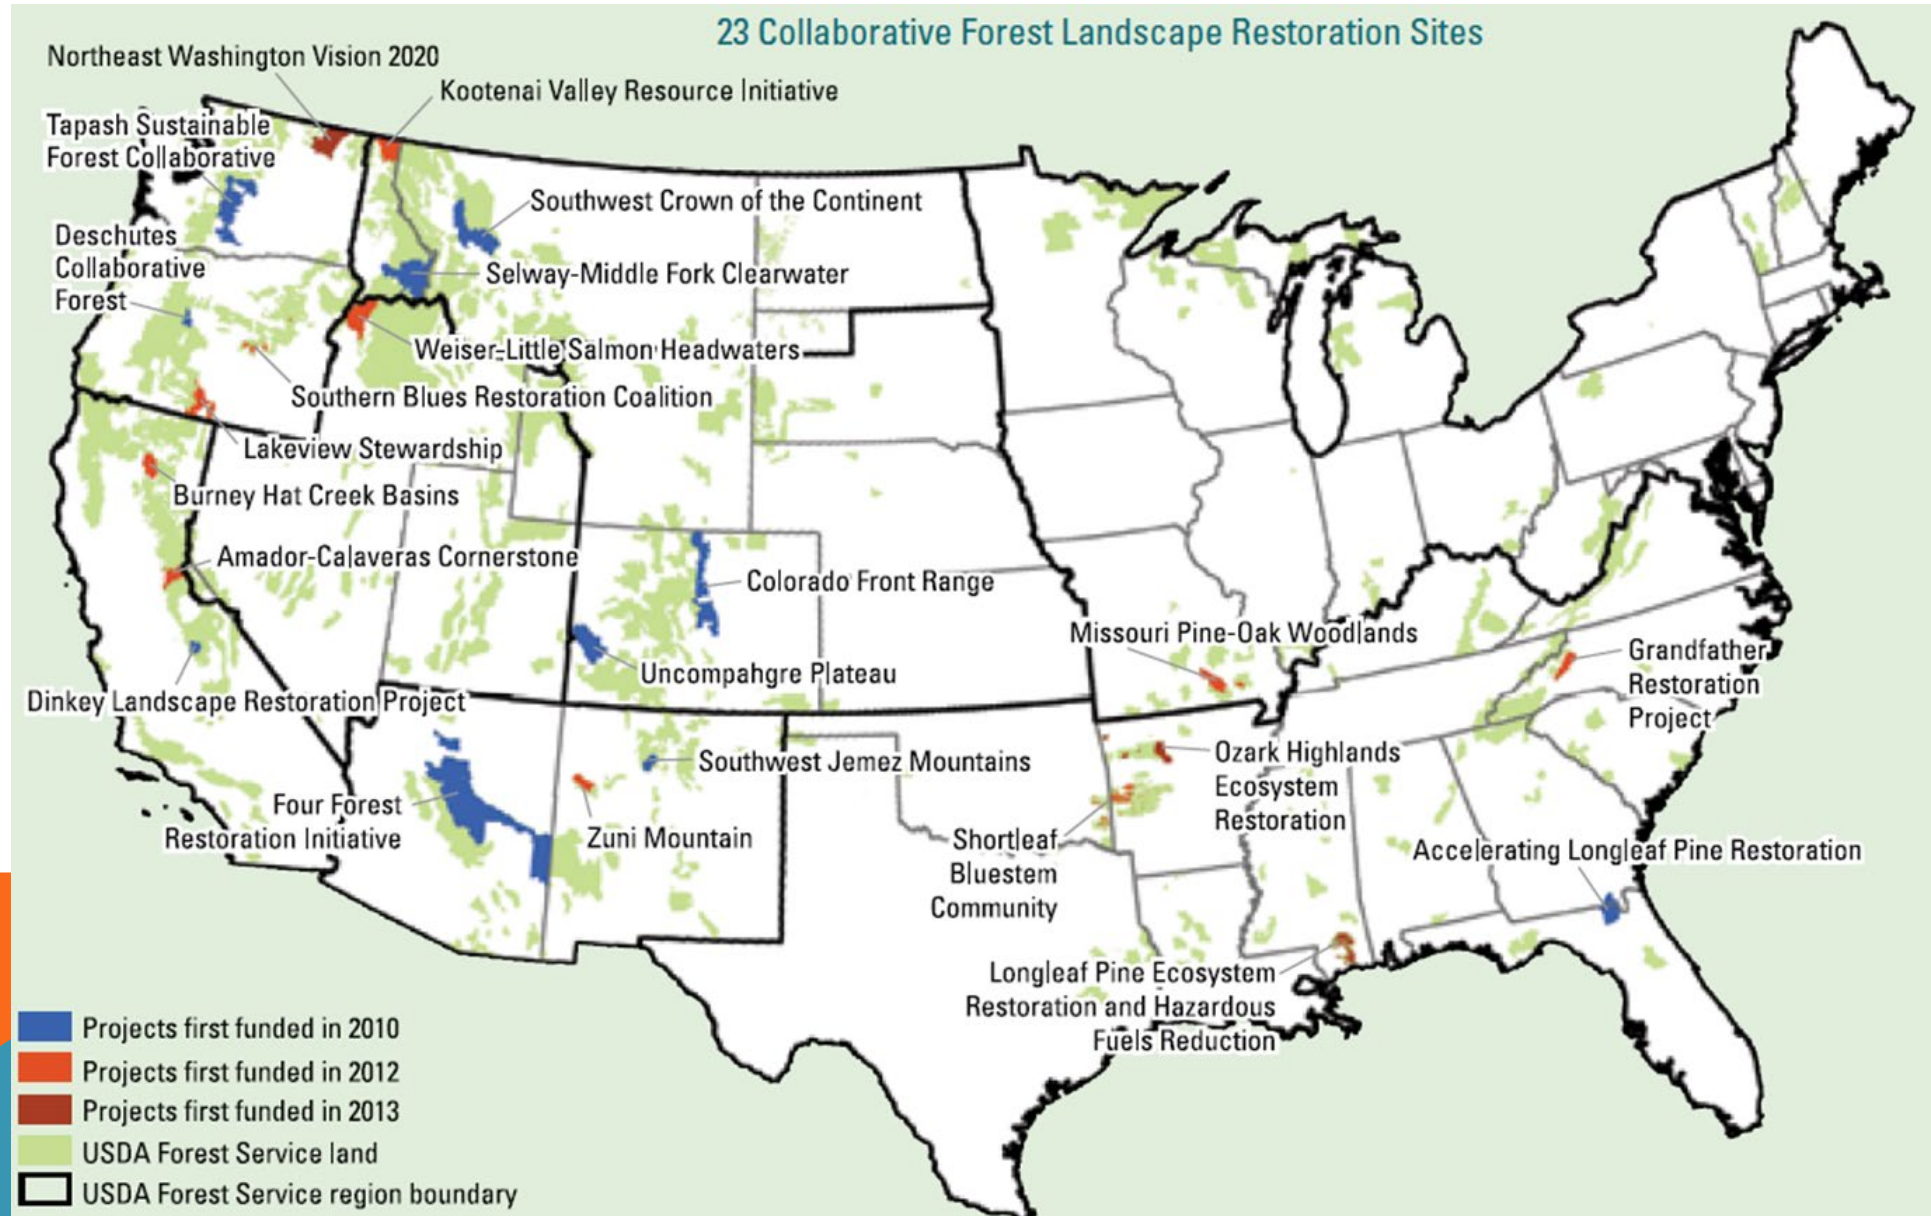 23 Collaborative Forest Landscape Restoration Sites
Northeast Washington Vision 2020
Kootenai Valley Resource Initiative
Tapash Sustainable
Forest Collaborative
Southwest Crown of the Continent
Deschutes
Collaborative
Forest
Selway-Middle Fork Clearwater
Weiser-Little Salmon Headwaters
Southern Blues Restoration Coalition
Lakeview Stewardship
Burney Hat Creek Basins
Amador-Calaveras Cornerstone
Colorado Front Range
Missouri Pine-Oak Woodlands
Uncompahgre Plateau
Grandfather
Restoration
Project
Dinkey Landscape Restoration Project
Southwest Jemez Mountains
Ozark Highlands
Ecosystem
Restoration
Four Forest
Restoration Initiative
Zuni Mountain
Shortleaf
Bluestem
Community
Accelerating Longleaf Pine Restoration
Longleaf Pine Ecosystem
Restoration and Hazardous
Fuels Reduction
Projects first funded in 2010
Projects first funded in 2012
Projects first funded in 2013
USDA Forest Service land
USDA Forest Service region boundary